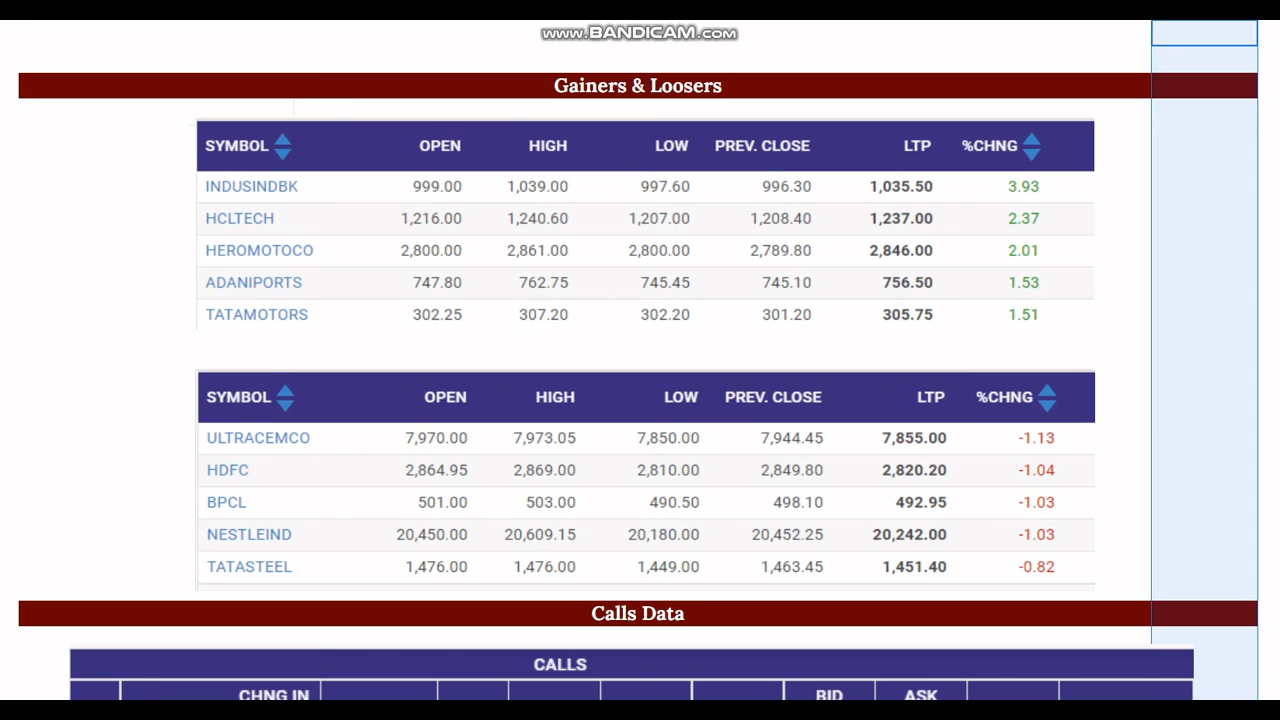 www.BANDICAM.com
Gainers & Loosers
SYMBOL OPEN HIGH LOW PREV. CLOSE LTP %CHNG
INDUSINDBK 999.00 1,039.00 997.60 996.30 1,035.50 3.93
HCLTECH 1,216.00 1,240.60 1,207.00 1,208.40 1,237.00 2.37
HEROMOTOCO 2,800.00 2,861.00 2,800.00 2,789.80 2,846.00 2.01
ADANIPORTS 747.80 762.75 745.45 745.10 756.50 1.53
TATAMOTORS 302.25 307.20 302.20 301.20 305.75 1.51
SYMBOL OPEN HIGH LOW PREV. CLOSE LTP %CHNG
ULTRACEMCO 7,970.00 7,973.05 7,850.00 7,944.45 7,855.00 -1.13
HDFC 2,864.95 2,869.00 2,810.00 2,849.80 2,820.20 -1.04
BPCL 501.00 503.00 490.50 498.10 492.95 -1.03
NESTLEIND 20,450.00 20,609.15 20,180.00 20,452.25 20,242.00 -1.03
TATASTEEL 1,476.00 1,476.00 1,449.00 1,463.45 1,451.40 -0.82
Calls Data
CALLS
CHNG IN BID ASK